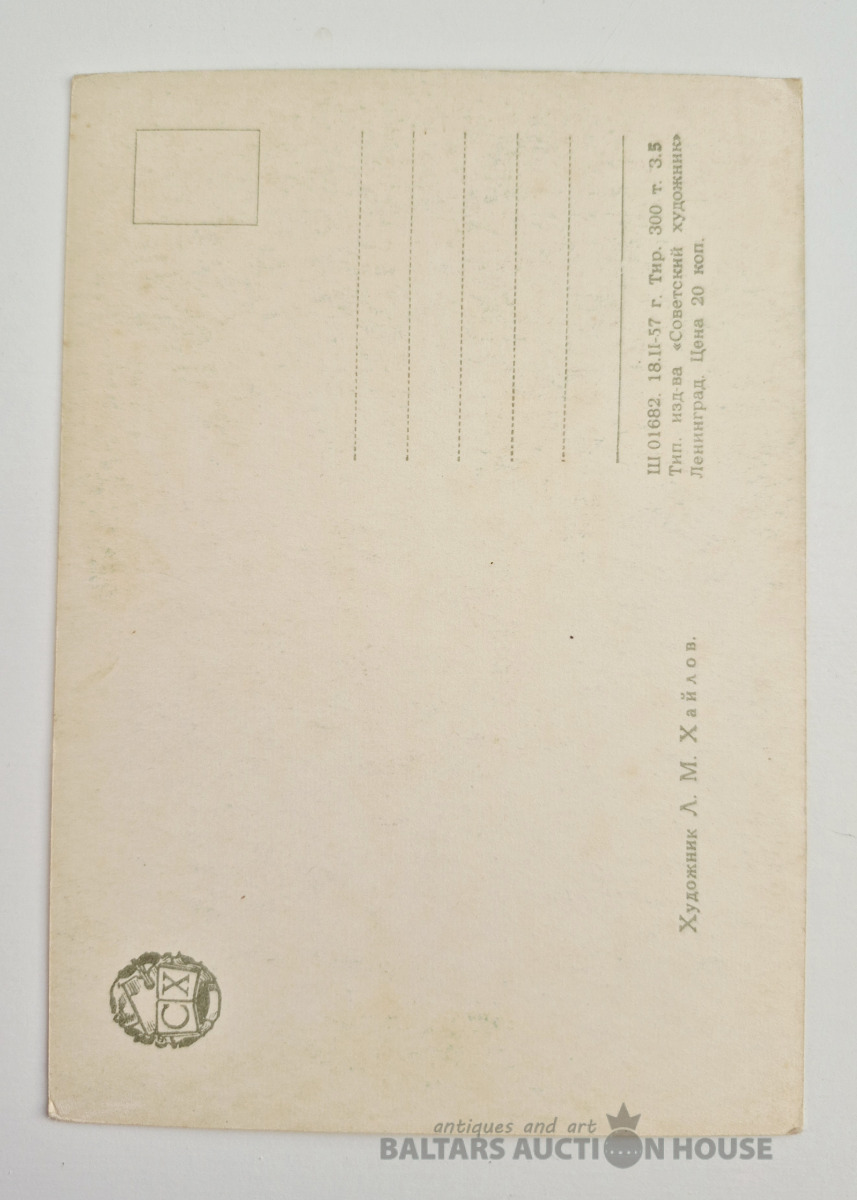 Ш 01682. 18.II-57 г. Тир. 300 т. З.5
Тип. изд-ва «Советский художник»
Ленинград. Цена 20 коп.
Художник Л. М. Хайлов.
СХ
antiques and art
BALTARS AUCTION HOUSE